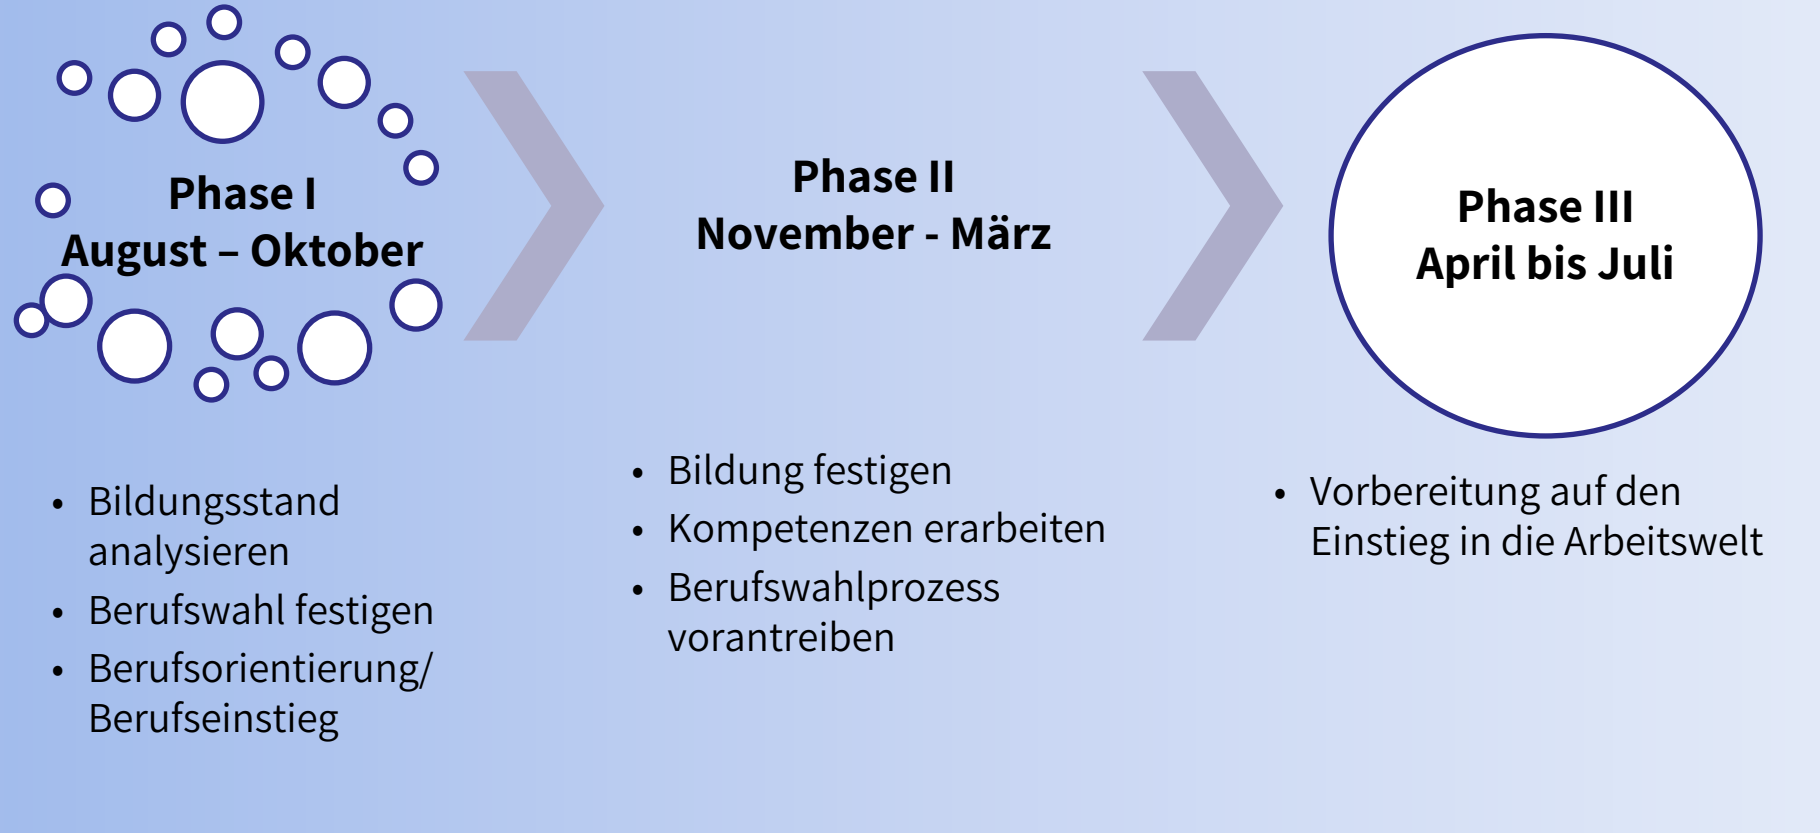 Phase I
August – Oktober
• Bildungsstand
analysieren
• Berufswahl festigen
• Berufsorientierung/
Berufseinstieg
Phase II
November - März
• Bildung festigen
• Kompetenzen erarbeiten
• Berufswahlprozess
vorantreiben
Phase III
April bis Juli
• Vorbereitung auf den
Einstieg in die Arbeitswelt